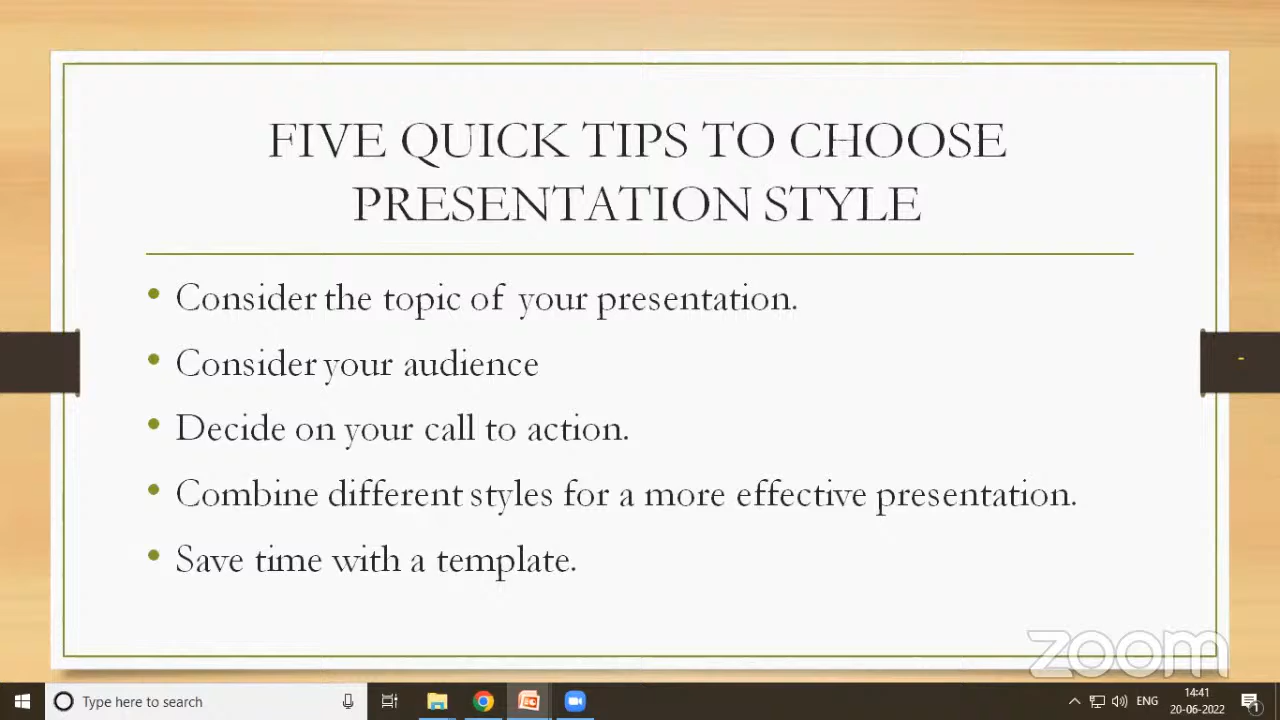 FIVE QUICK TIPS TO CHOOSE
PRESENTATION STYLE
• Consider the topic of your presentation.
• Consider your audience
• Decide on your call to action.
• Combine different styles for a more effective presentation.
• Save time with a template.
zoom
Type here to search
ENG
14:41
20-06-2022
1